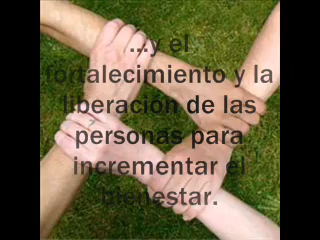 ...y el
fortalecimiento y la
liberación de las
personas para
incrementar el
bienestar.